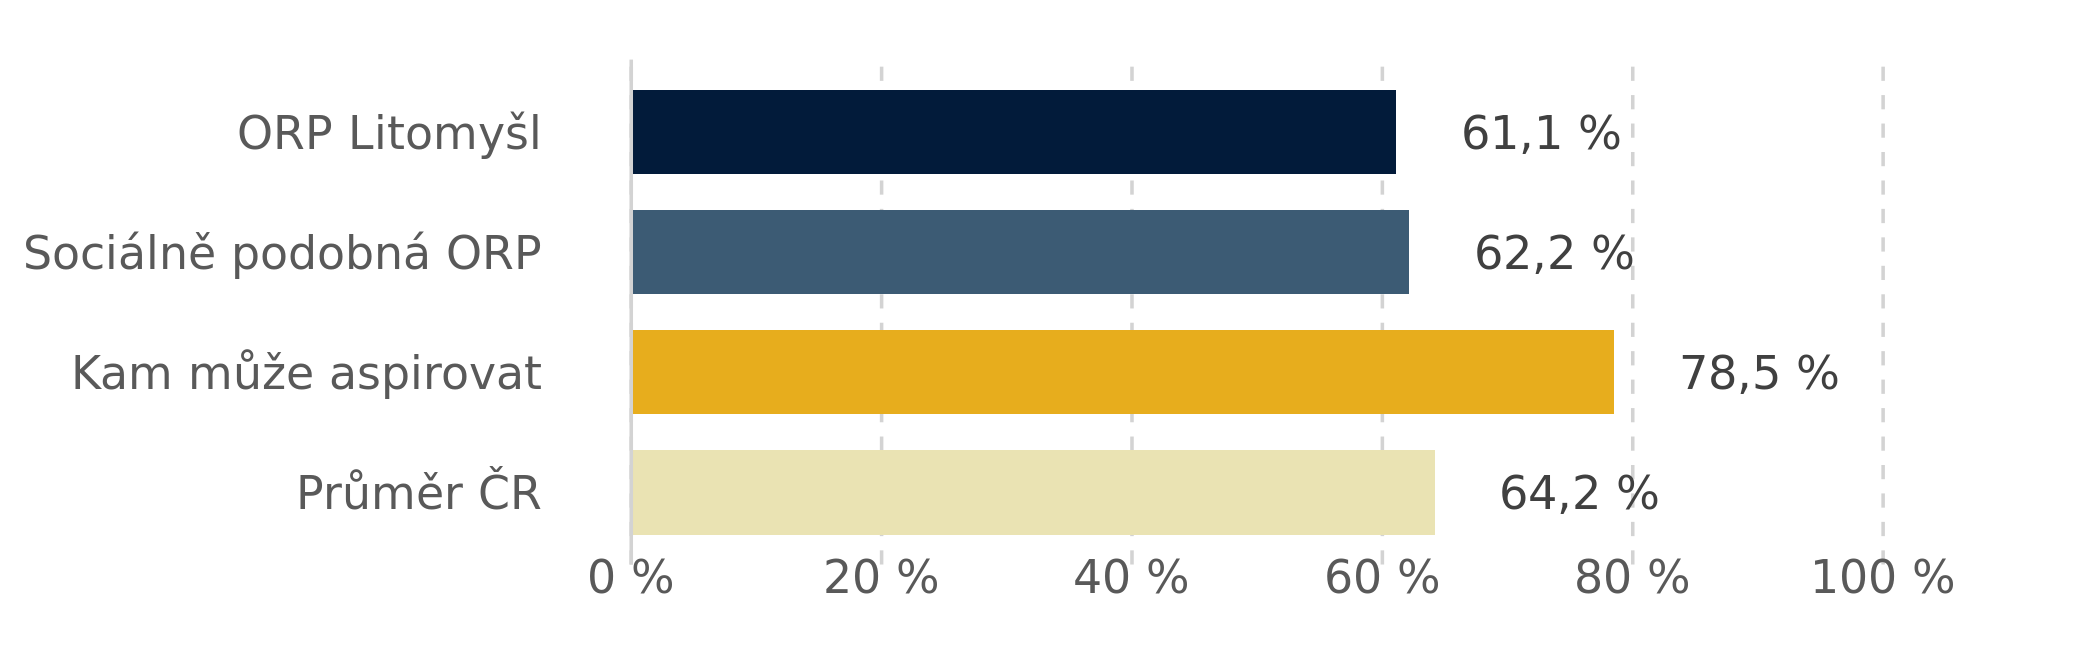 ORP Litomyšl 61,1 %
Sociálně podobná ORP 62,2 %
Kam může aspirovat 78,5 %
Průměr ČR 64,2 %
0 % 20 % 40 % 60 % 80 % 100 %